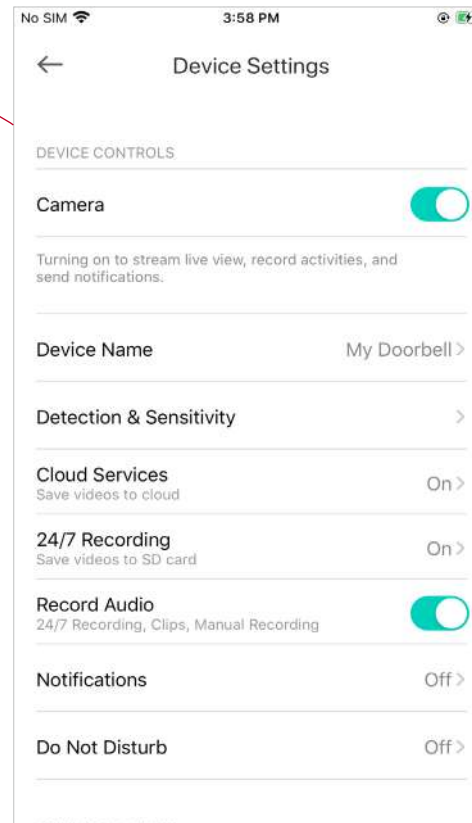 No SIM 3:58 PM
Device Settings
DEVICE CONTROLS
Camera
Turning on to stream live view, record activities, and
send notifications.
Device Name My Doorbell
Detection & Sensitivity
Cloud Services On
Save videos to cloud
24/7 Recording On
Save videos to SD card
Record Audio
24/7 Recording, Clips, Manual Recording
Notifications Off
Do Not Disturb Off